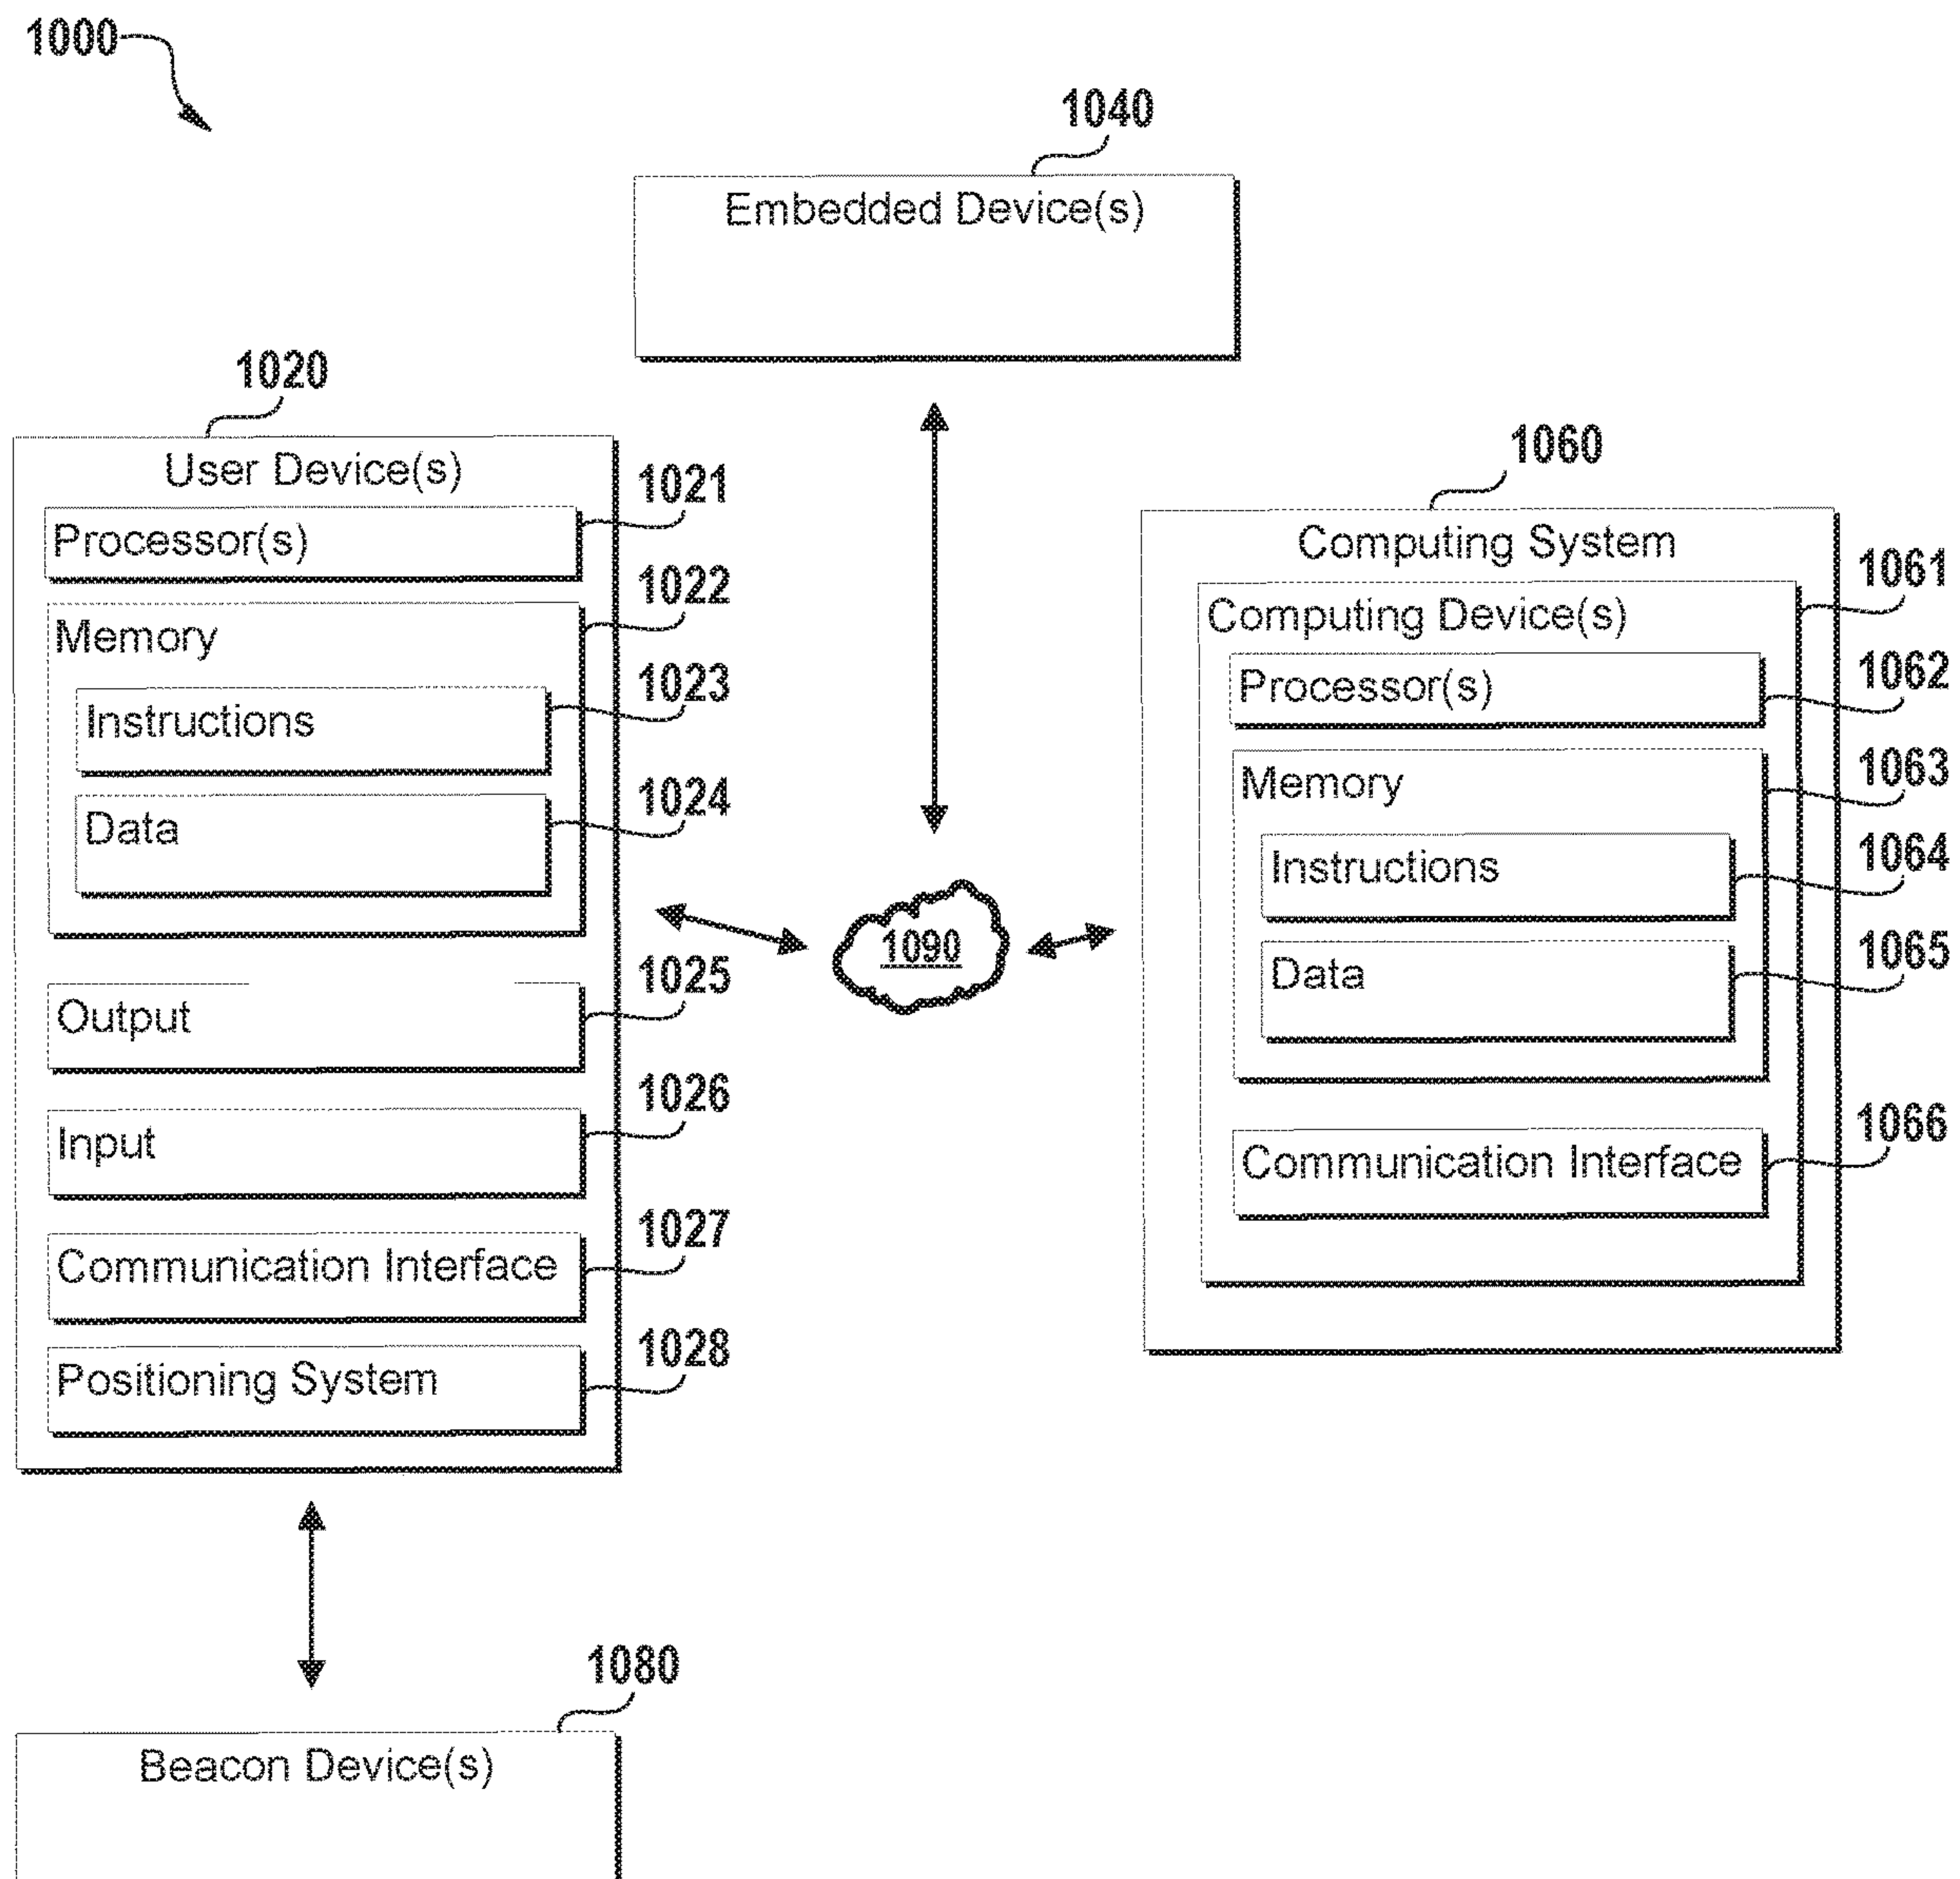 1000
1040
Embedded Device(s)
1020
User Device(s)
1021
Processor(s)
1022
Memory
1023
Instructions
1024
Data
1025
Output
1026
Input
1027
Communication Interface
1028
Positioning System
1090
1060
Computing System
1061
Computing Device(s)
1062
Processor(s)
1063
Memory
1064
Instructions
1065
Data
1066
Communication Interface
1080
Beacon Device(s)